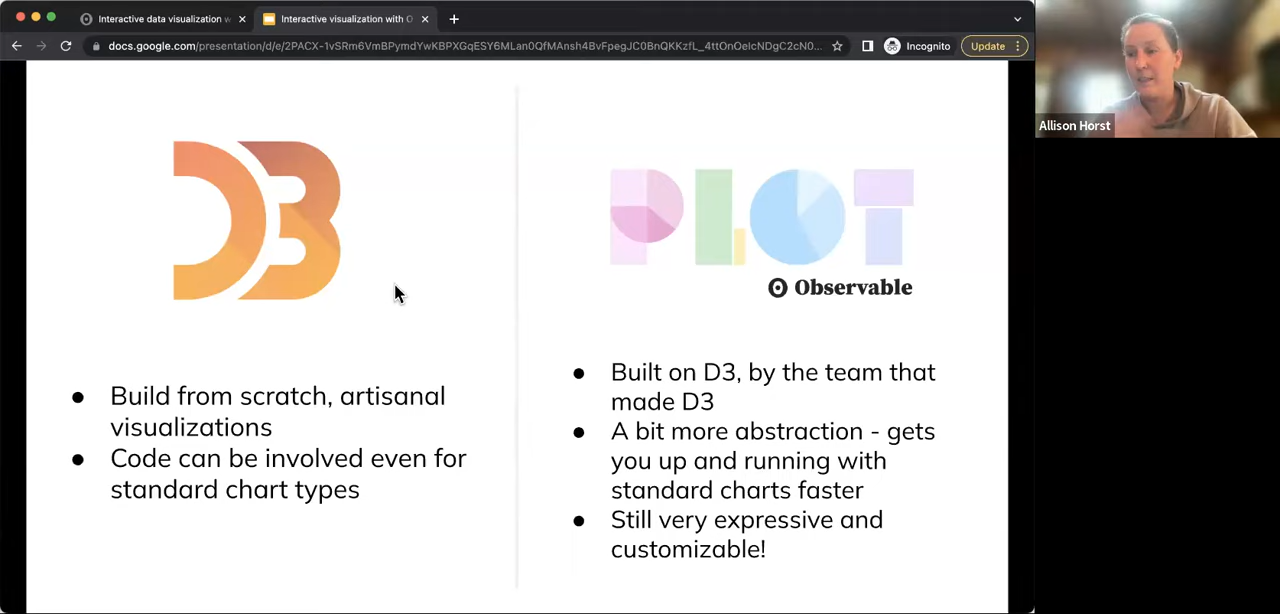 Interactive data visualization w
Interactive visualization with O
docs.google.com/presentation/d/e/2PACX-1vSRm6VmBPymdYwKBPXGqESY6MLan0QfMAnsh4BvFpegJC0BnQKKzfL_4ttOnOelcNDgC2cN0...
Incognito
Update
Allison Horst
D3
PLOT
Observable
● Build from scratch, artisanal
visualizations
● Code can be involved even for
standard chart types
● Built on D3, by the team that
made D3
● A bit more abstraction - gets
you up and running with
standard charts faster
● Still very expressive and
customizable!